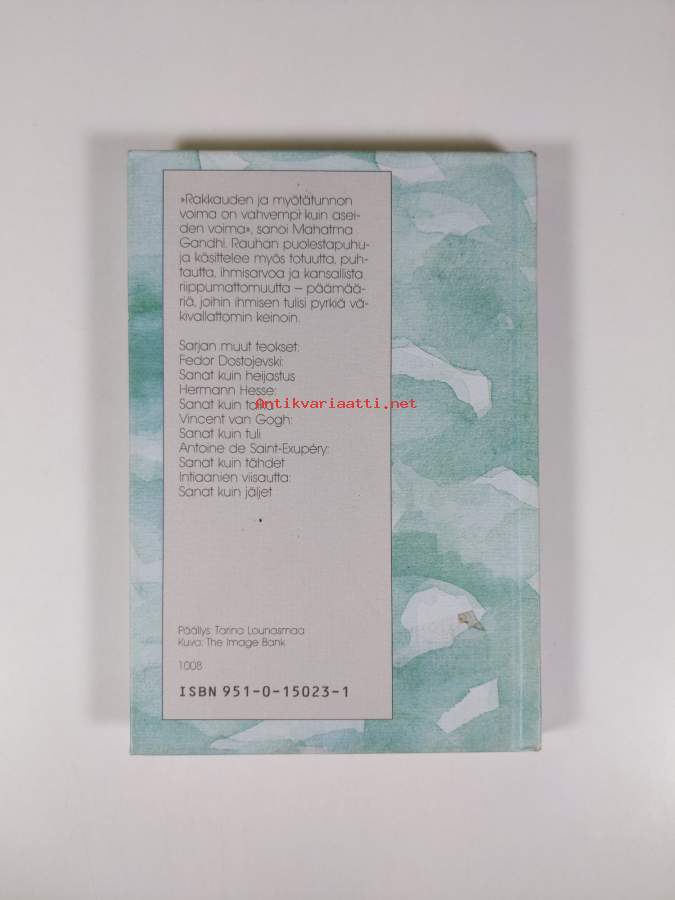 »Rakkauden ja myötätunnon
voima on vahvempi kuin asei-
den voima», sanoi Mahatma
Gandhi. Rauhan puolestapuhu-
ja käsittelee myös totuutta, puh-
tautta, ihmisarvoa ja kansallista
riippumattomuutta – päämää-
riä, joihin ihmisen tulisi pyrkiä vä-
kivallattomin keinoin.
Sarjan muut teokset:
Fedor Dostojevski:
Sanat kuin heijastus
Hermann Hesse:
Sanat kuin
Antikvariaatti.net
Vincent van Gogh:
Sanat kuin tuli
Antoine de Saint-Exupéry:
Sanat kuin tähdet
Intiaanien viisautta:
Sanat kuin jäljet
Päällys: Tarina Lounasmaa
Kuva: The Image Bank
1008
ISBN 951-0-15023-1